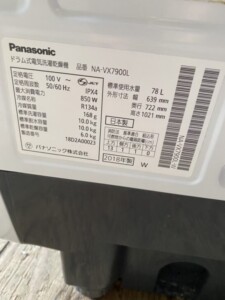 Panasonic
ドラム式電気洗濯乾燥機 品番 NA-VX7900L
定格電圧 100 V～ JET
定格周波数 50/60 Hz IPX4
最大消費電力 850 W
冷媒 R134a
168 g
標準洗濯容量 10.0 kg
標準脱水容量 10.0 kg
標準乾燥容量 6.0 kg
18D2A00023
パナソニック株式会社
標準使用水量 78 L
外形寸法 幅 639 mm
奥行 722 mm
高さ 1021 mm
日本製
2018年製
W